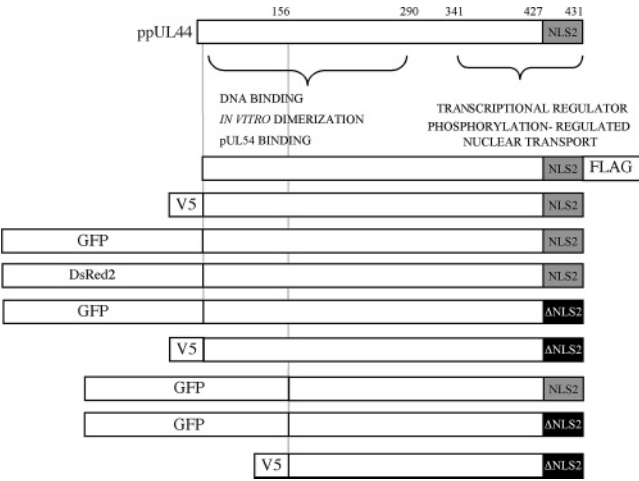 156 290 341 427 431
ppUL44 NLS2
DNA BINDING
IN VITRO DIMERIZATION
pUL54 BINDING
TRANSCRIPTIONAL REGULATOR
PHOSPHORYLATION- REGULATED
NUCLEAR TRANSPORT
NLS2 FLAG
V5 NLS2
GFP NLS2
DsRed2 NLS2
GFP ΔNLS2
V5 ΔNLS2
GFP NLS2
GFP ΔNLS2
V5 ΔNLS2